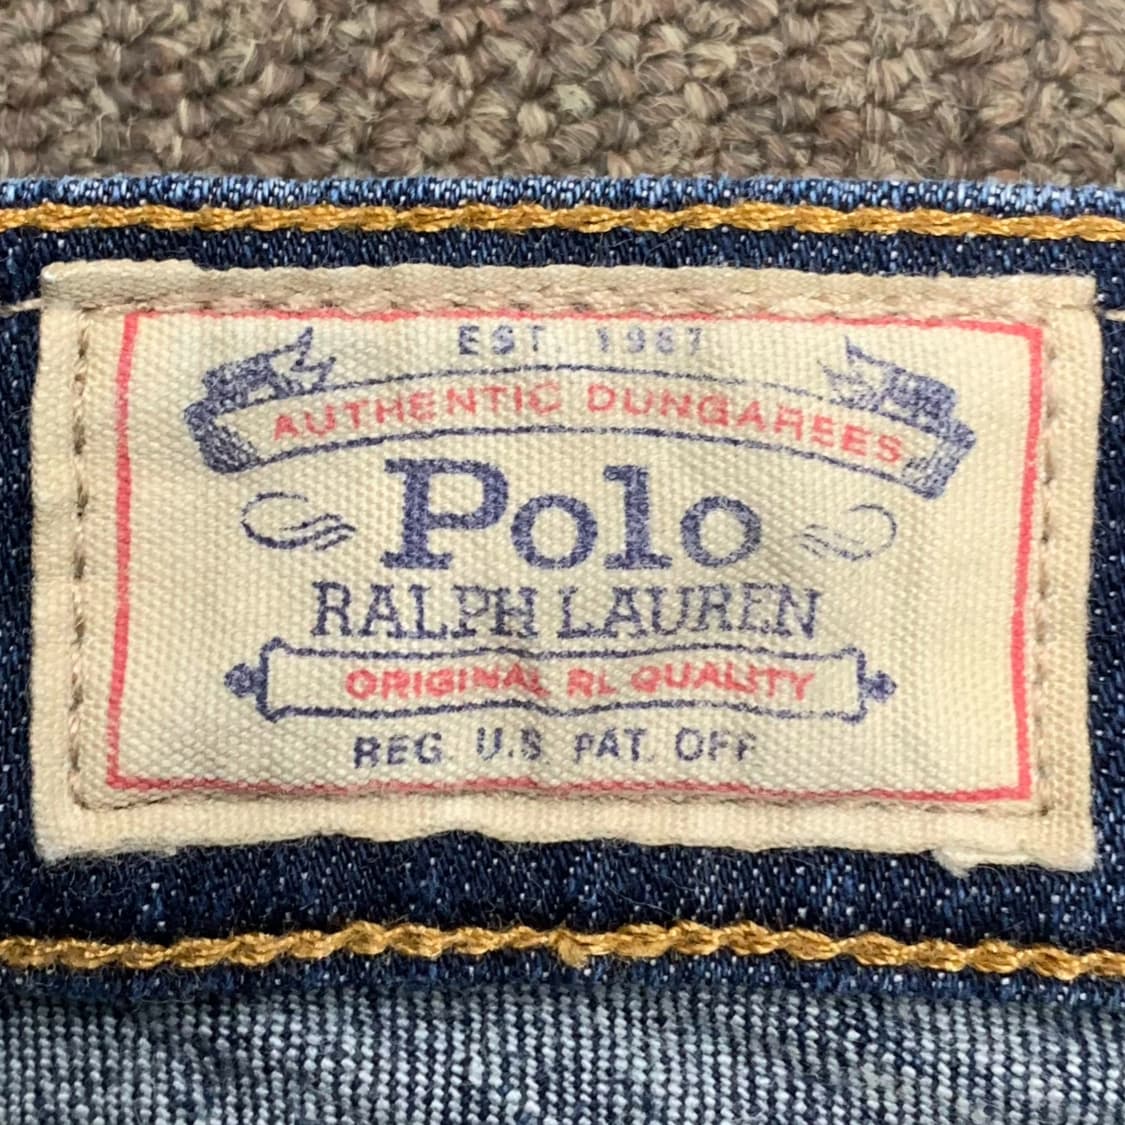 EST. 1967
AUTHENTIC DUNGAREES
Polo
RALPH LAUREN
ORIGINAL RL QUALITY
REG. U.S. PAT. OFF